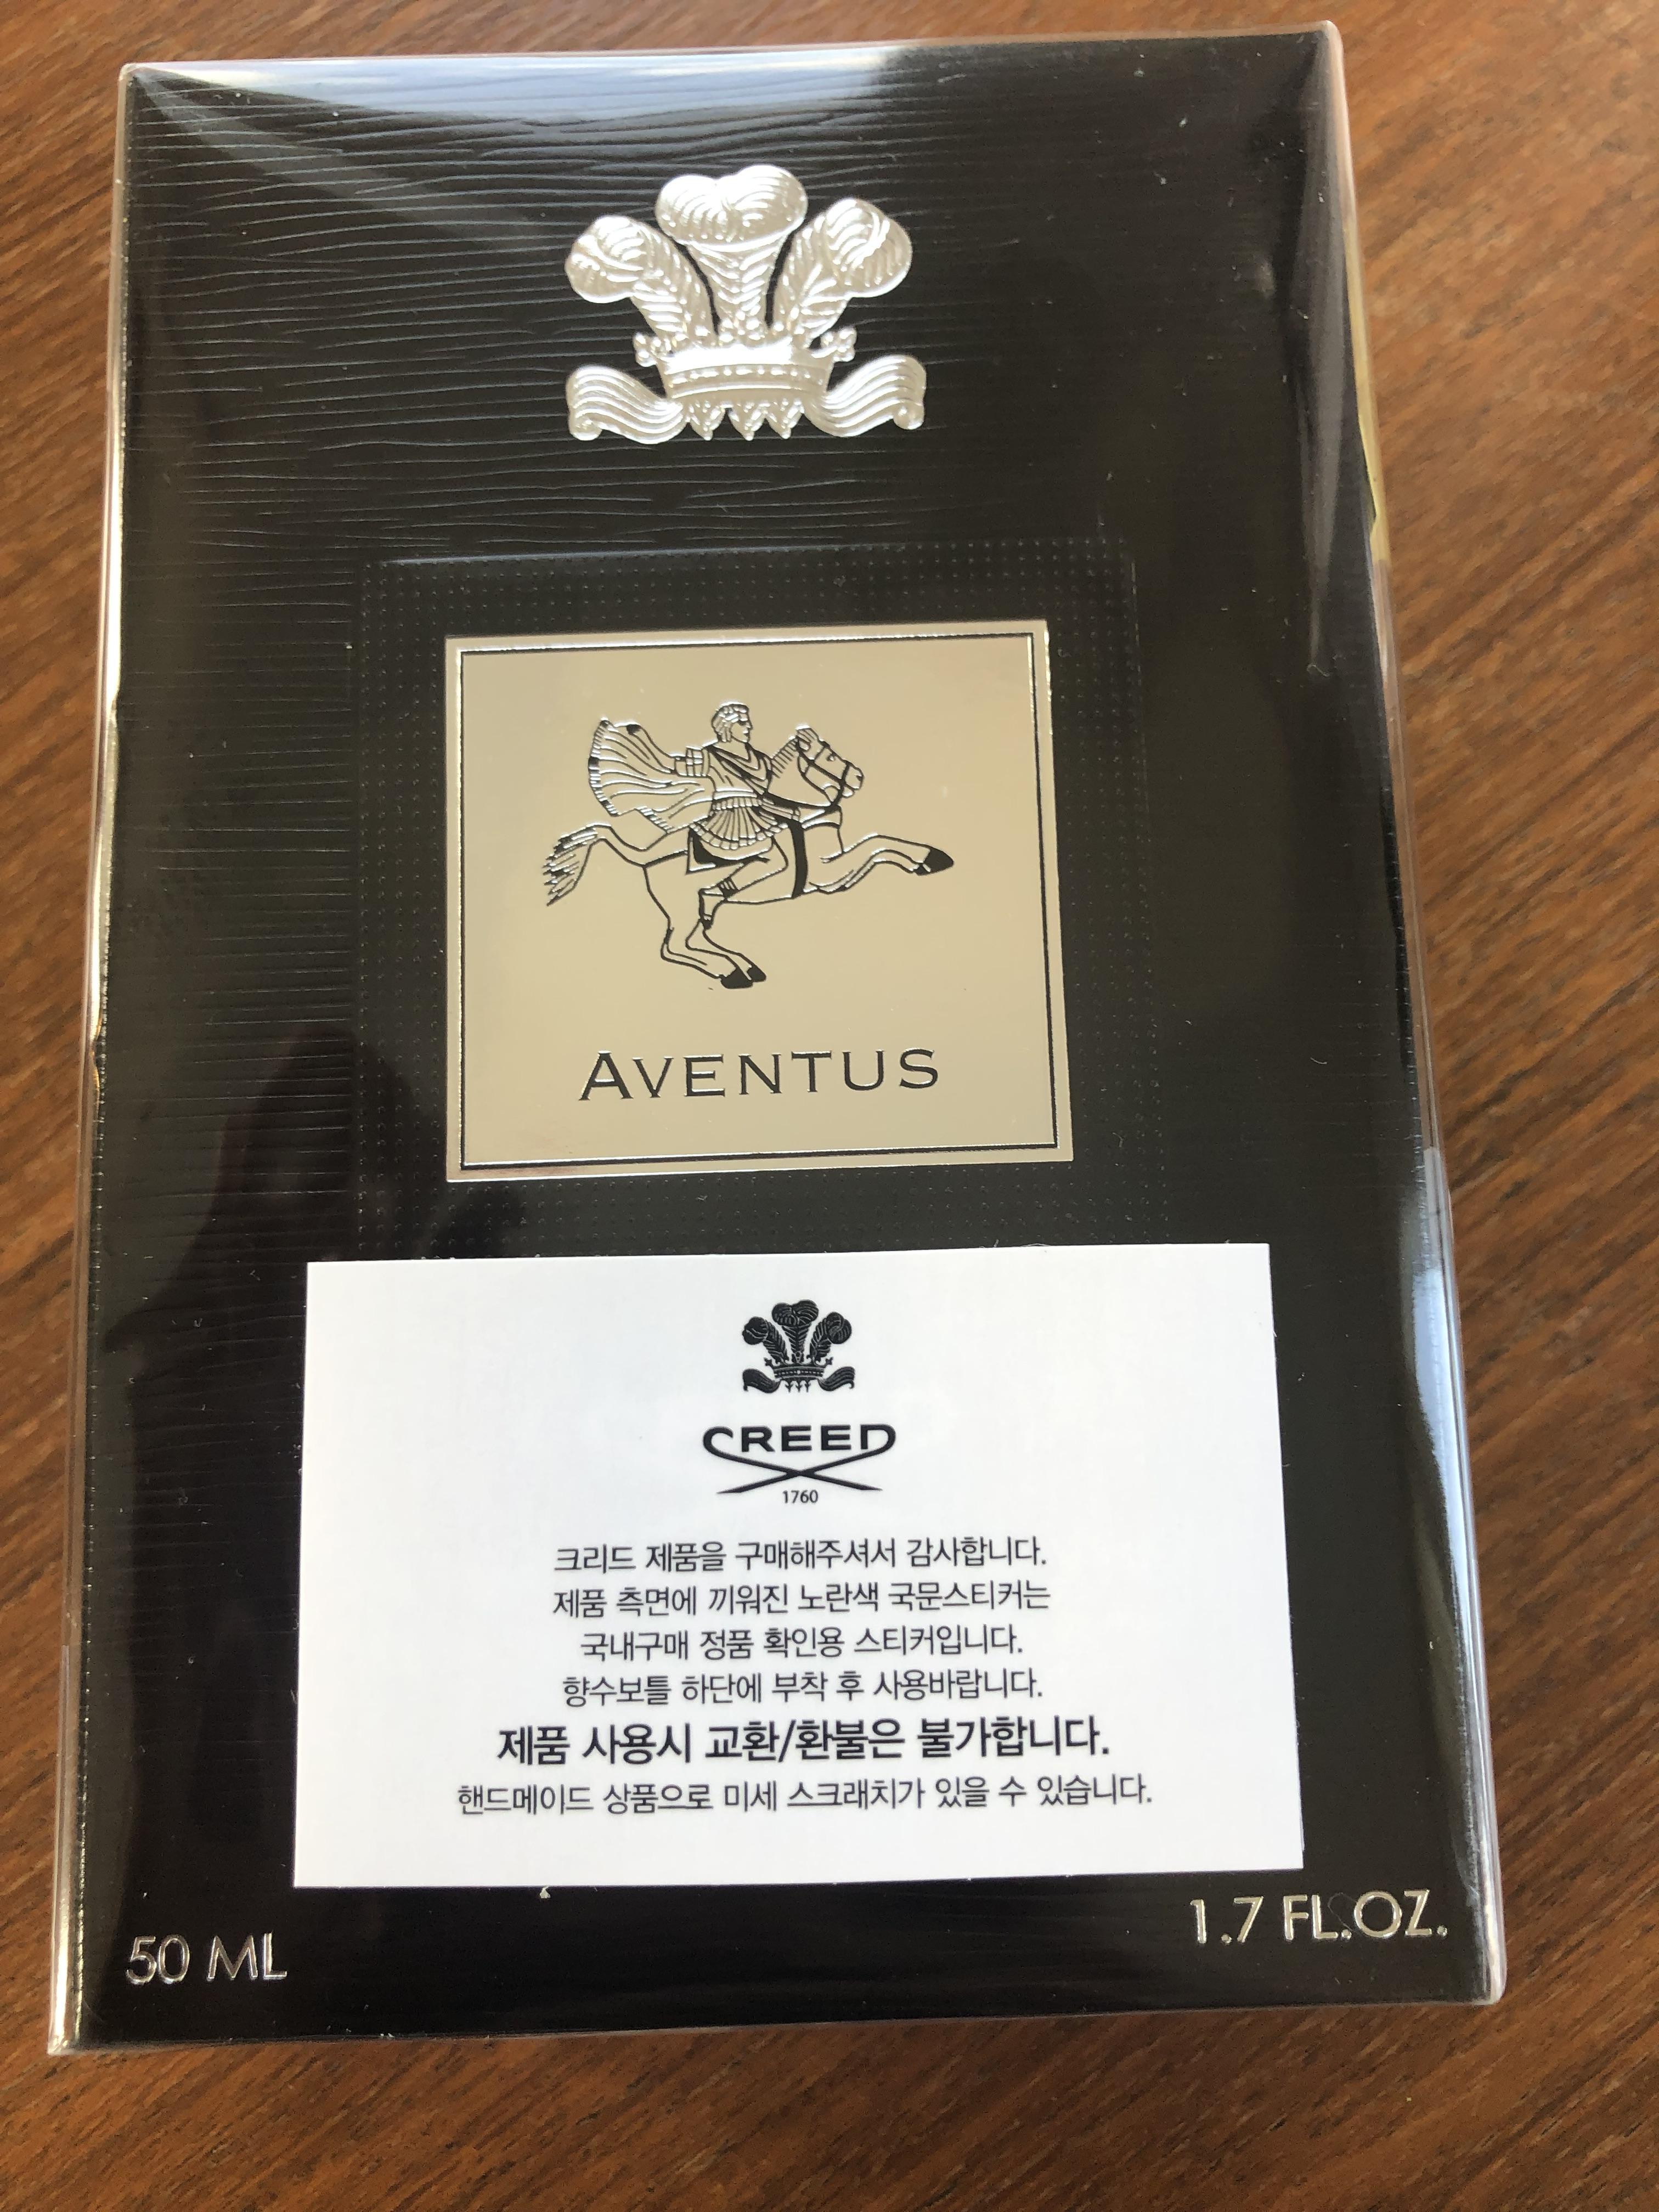 AVENTUS
CREED
1760
크리드 제품을 구매해주셔서 감사합니다.
제품 측면에 끼워진 노란색 국문스티커는
국내구매 정품 확인용 스티커입니다.
향수보틀 하단에 부착 후 사용바랍니다.
제품 사용시 교환/환불은 불가합니다.
핸드메이드 상품으로 미세 스크래치가 있을 수 있습니다.
50 ML
1.7 FL.OZ.